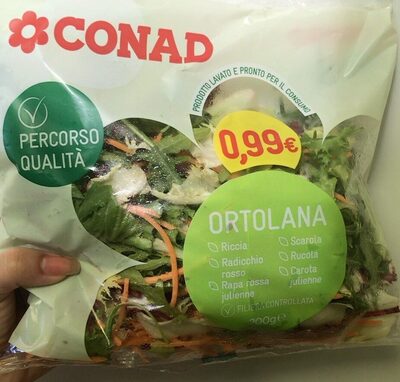 CONAD
PRODOTTO LAVATO E PRONTO PER IL CONSUMO
PERCORSO
QUALITÀ
0,99€
ORTOLANA
Riccia
Radicchio
rosso
Rapa rossa
julienne
Scarola
Rucola
Carota
julienne
FILIERA CONTROLLATA
200g e